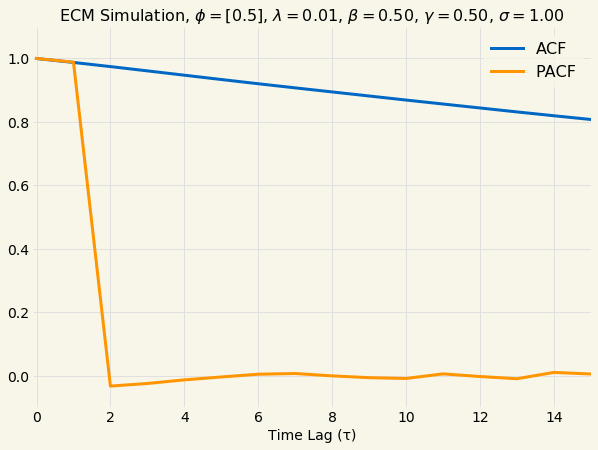 ECM Simulation, ϕ = [0.5], λ = 0.01, β = 0.50, γ = 0.50, σ = 1.00
ACF
PACF
1.0
0.8
0.6
0.4
0.2
0.0
0 2 4 6 8 10 12 14
Time Lag (τ)